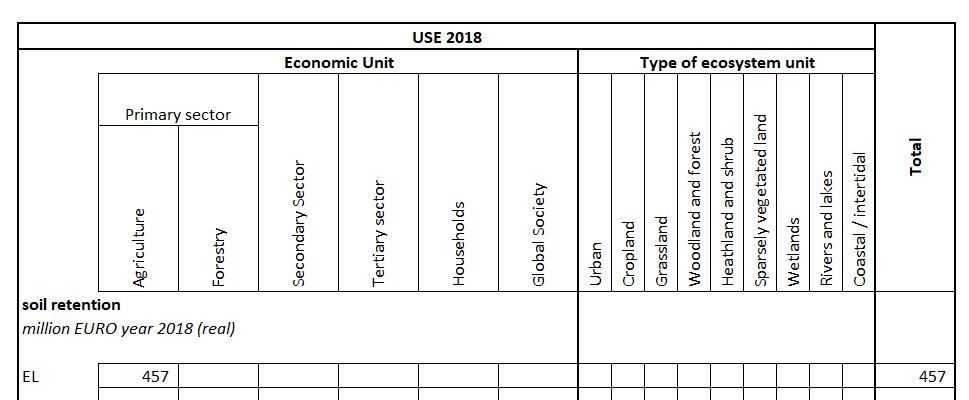 USE 2018
Economic Unit
Type of ecosystem unit
Primary sector
Agriculture
Forestry
Secondary Sector
Tertiary sector
Households
Global Society
Urban
Cropland
Grassland
Woodland and forest
Heathland and shrub
Sparsely vegetated land
Wetlands
Rivers and lakes
Coastal / intertidal
Total
soil retention
million EURO year 2018 (real)
EL 457 457